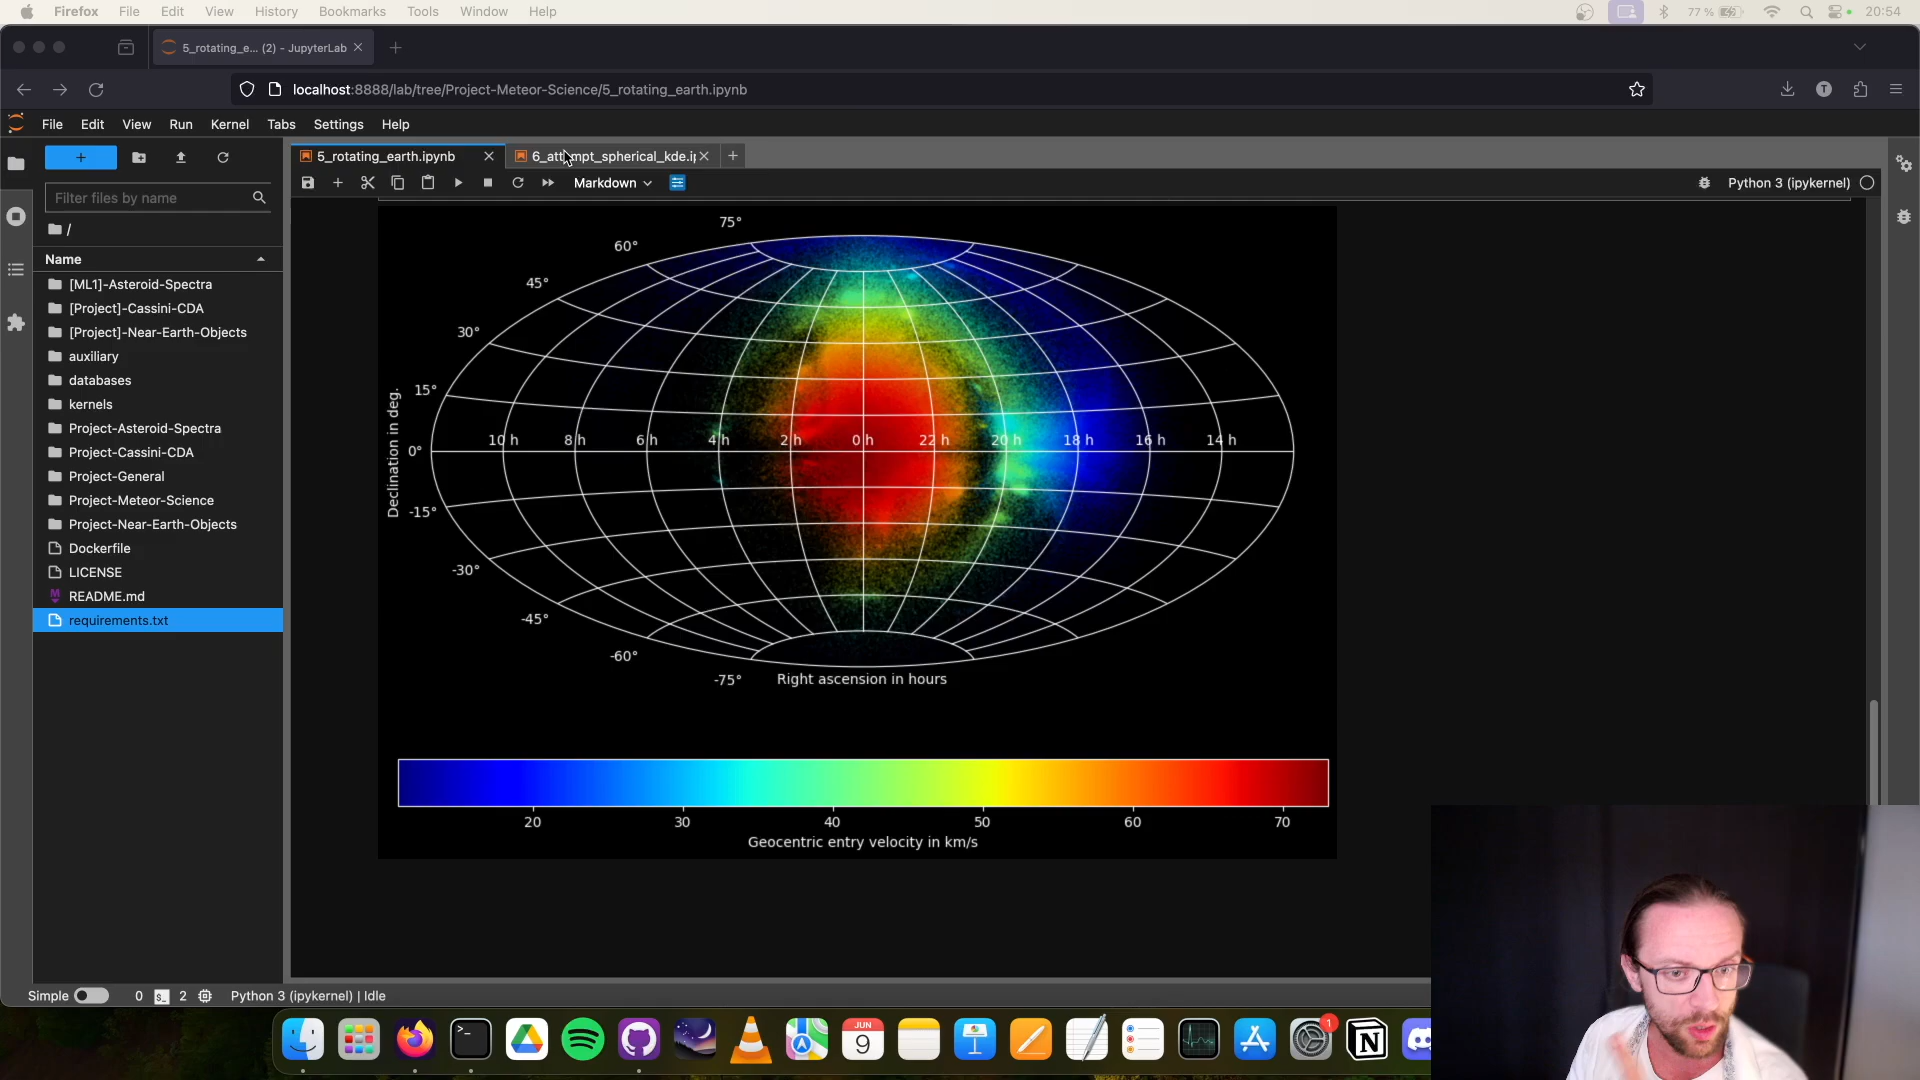 Firefox File Edit View History Bookmarks Tools Window Help 77 % 20:54
5_rotating_e... (2) - JupyterLab
localhost:8888/lab/tree/Project-Meteor-Science/5_rotating_earth.ipynb T
File Edit View Run Kernel Tabs Settings Help
5_rotating_earth.ipynb 6_attempt_spherical_kde.ip
Markdown Python 3 (ipykernel)
Filter files by name
/
Name
[ML1]-Asteroid-Spectra
[Project]-Cassini-CDA
[Project]-Near-Earth-Objects
auxiliary
databases
kernels
Project-Asteroid-Spectra
Project-Cassini-CDA
Project-General
Project-Meteor-Science
Project-Near-Earth-Objects
Dockerfile
LICENSE
README.md
requirements.txt
75°
60°
45°
30°
15°
0°
-15°
-30°
-45°
-60°
-75°
Declination in deg.
10 h 8 h 6 h 4 h 2 h 0 h 22 h 20 h 18 h 16 h 14 h
Right ascension in hours
20 30 40 50 60 70
Geocentric entry velocity in km/s
Simple 0 2 Python 3 (ipykernel) | Idle
JUN
9
1